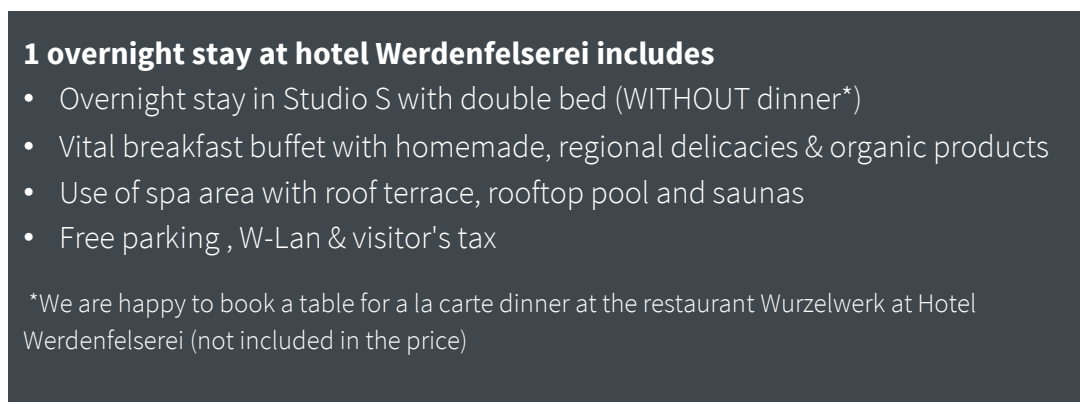 1 overnight stay at hotel Werdenfelserei includes
• Overnight stay in Studio S with double bed (WITHOUT dinner*)
• Vital breakfast buffet with homemade, regional delicacies & organic products
• Use of spa area with roof terrace, rooftop pool and saunas
• Free parking , W-Lan & visitor's tax
*We are happy to book a table for a la carte dinner at the restaurant Wurzelwerk at Hotel
Werdenfelserei (not included in the price)